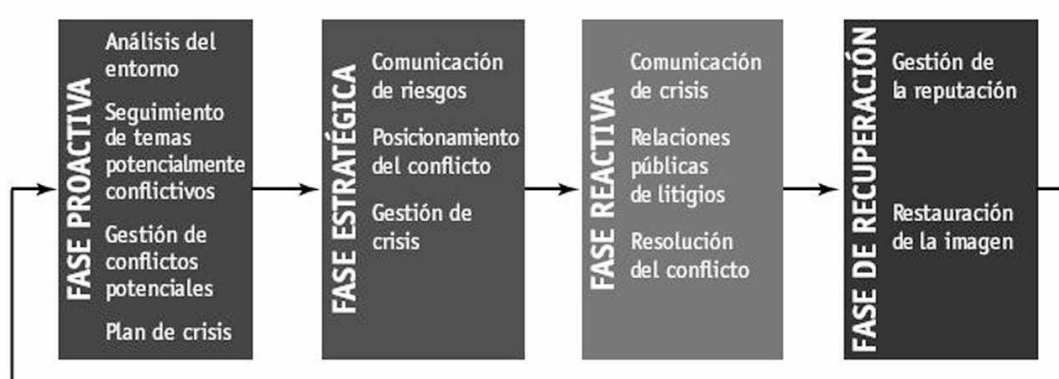 FASE PROACTIVA
Análisis del
entorno
Seguimiento
de temas
potencialmente
conflictivos
Gestión de
conflictos
potenciales
Plan de crisis
FASE ESTRATÉGICA
Comunicación
de riesgos
Posicionamiento
del conflicto
Gestión de
crisis
FASE REACTIVA
Comunicación
de crisis
Relaciones
públicas
de litigios
Resolución
del conflicto
FASE DE RECUPERACIÓN
Gestión de
la reputación
Restauración
de la imagen